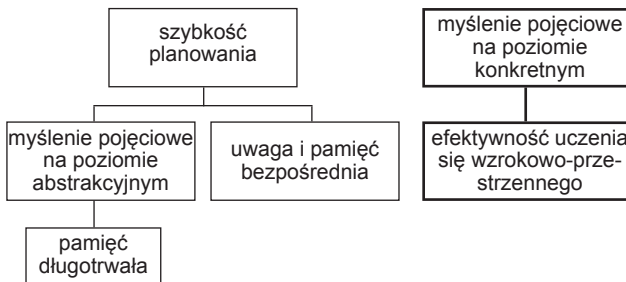 szybkość
planowania
myślenie pojęciowe
na poziomie
konkretnym
myślenie pojęciowe
na poziomie
abstrakcyjnym
uwaga i pamięć
bezpośrednia
efektywność uczenia
się wzrokowo-prze-
strzennego
pamięć
długotrwała